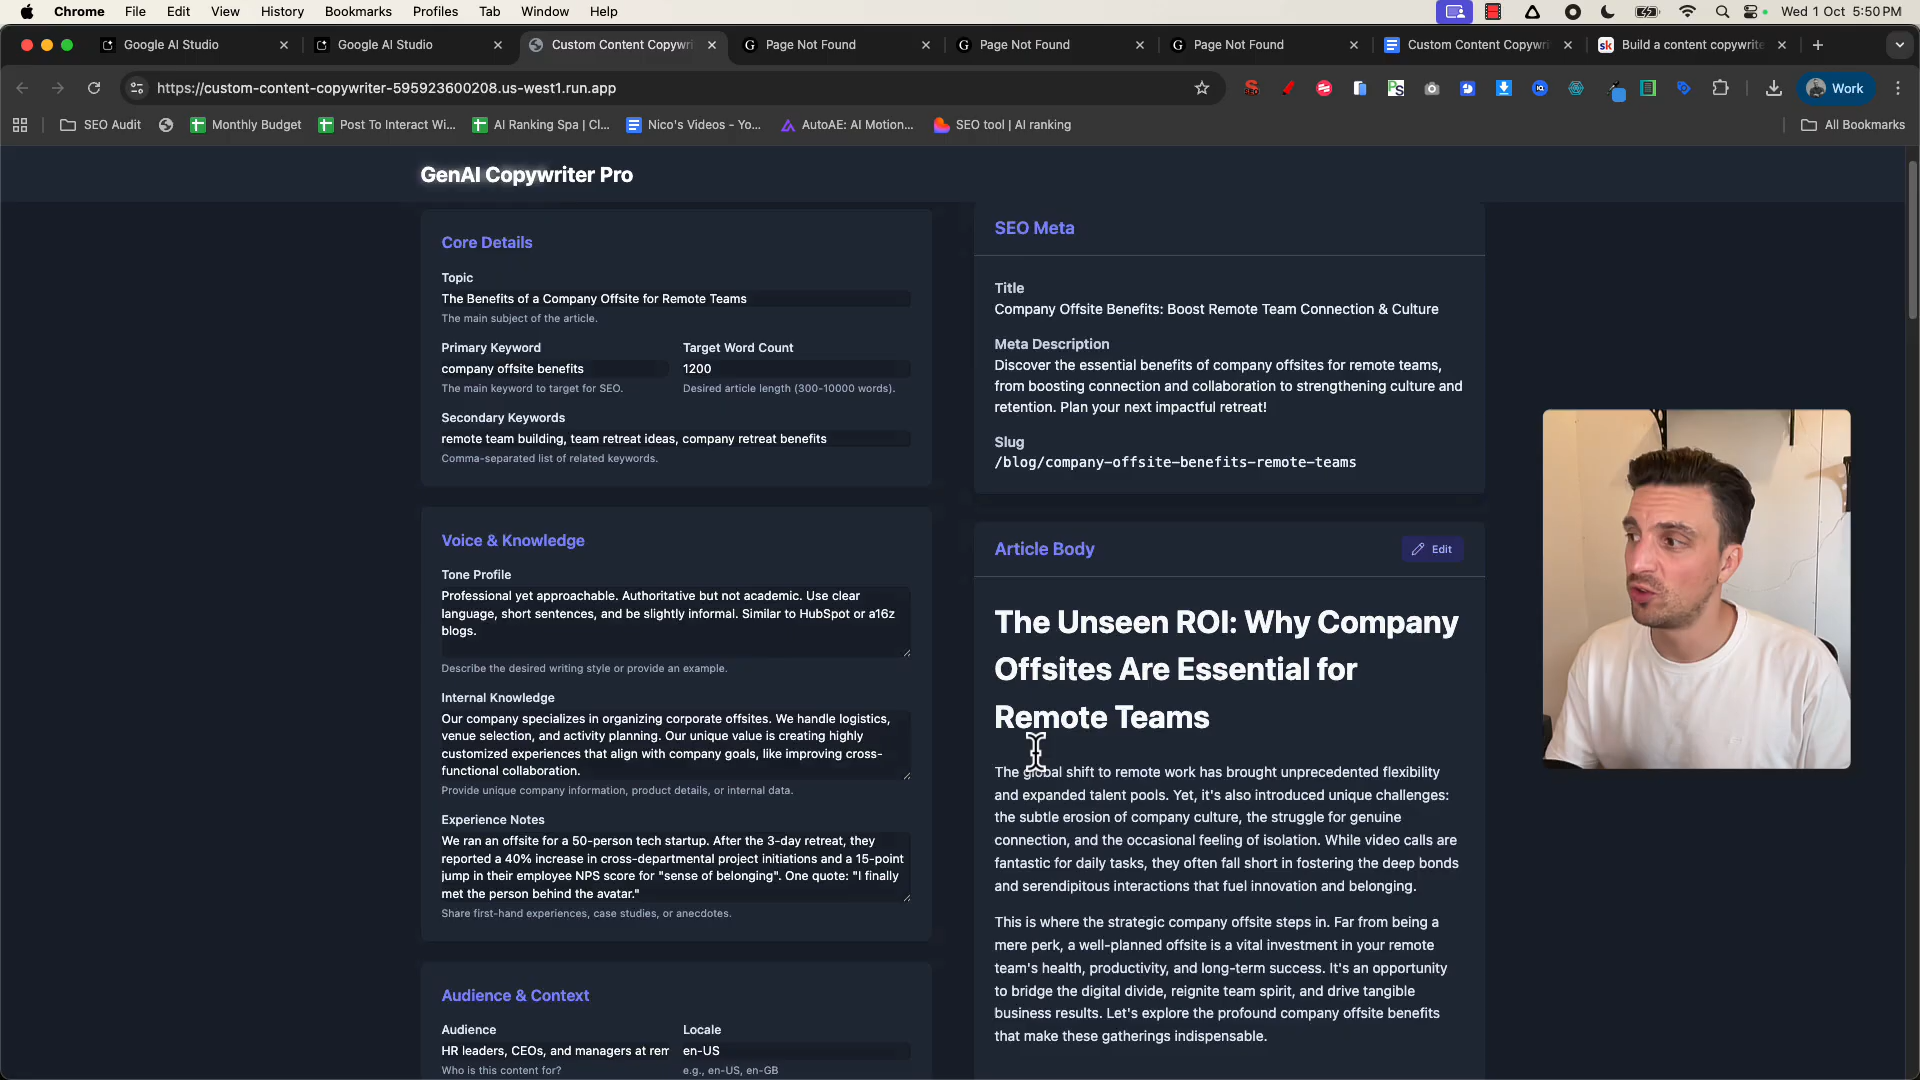 Chrome File Edit View History Bookmarks Profiles Tab Window Help Wed 1 Oct 5:50 PM
Google AI Studio Google AI Studio Custom Content Copywri Page Not Found Page Not Found Page Not Found Custom Content Copywr Build a content copywrite
https://custom-content-copywriter-595923600208.us-west1.run.app Work
SEO Audit Monthly Budget Post To Interact Wi... AI Ranking Spa | Cl... Nico's Videos - Yo... AutoAE: AI Motion... SEO tool | AI ranking All Bookmarks
GenAI Copywriter Pro
Core Details
Topic
The Benefits of a Company Offsite for Remote Teams
The main subject of the article.
Primary Keyword Target Word Count
company offsite benefits 1200
The main keyword to target for SEO. Desired article length (300-10000 words).
Secondary Keywords
remote team building, team retreat ideas, company retreat benefits
Comma-separated list of related keywords.
Voice & Knowledge
Tone Profile
Professional yet approachable. Authoritative but not academic. Use clear
language, short sentences, and be slightly informal. Similar to HubSpot or a16z
blogs.
Describe the desired writing style or provide an example.
Internal Knowledge
Our company specializes in organizing corporate offsites. We handle logistics,
venue selection, and activity planning. Our unique value is creating highly
customized experiences that align with company goals, like improving cross-
functional collaboration.
Provide unique company information, product details, or internal data.
Experience Notes
We ran an offsite for a 50-person tech startup. After the 3-day retreat, they
reported a 40% increase in cross-departmental project initiations and a 15-point
jump in their employee NPS score for "sense of belonging". One quote: "I finally
met the person behind the avatar."
Share first-hand experiences, case studies, or anecdotes.
Audience & Context
Audience Locale
HR leaders, CEOs, and managers at rem en-US
Who is this content for? e.g., en-US, en-GB
SEO Meta
Title
Company Offsite Benefits: Boost Remote Team Connection & Culture
Meta Description
Discover the essential benefits of company offsites for remote teams,
from boosting connection and collaboration to strengthening culture and
retention. Plan your next impactful retreat!
Slug
/blog/company-offsite-benefits-remote-teams
Article Body Edit
The Unseen ROI: Why Company
Offsites Are Essential for
Remote Teams
The global shift to remote work has brought unprecedented flexibility
and expanded talent pools. Yet, it's also introduced unique challenges:
the subtle erosion of company culture, the struggle for genuine
connection, and the occasional feeling of isolation. While video calls are
fantastic for daily tasks, they often fall short in fostering the deep bonds
and serendipitous interactions that fuel innovation and belonging.
This is where the strategic company offsite steps in. Far from being a
mere perk, a well-planned offsite is a vital investment in your remote
team's health, productivity, and long-term success. It's an opportunity
to bridge the digital divide, reignite team spirit, and drive tangible
business results. Let's explore the profound company offsite benefits
that make these gatherings indispensable.